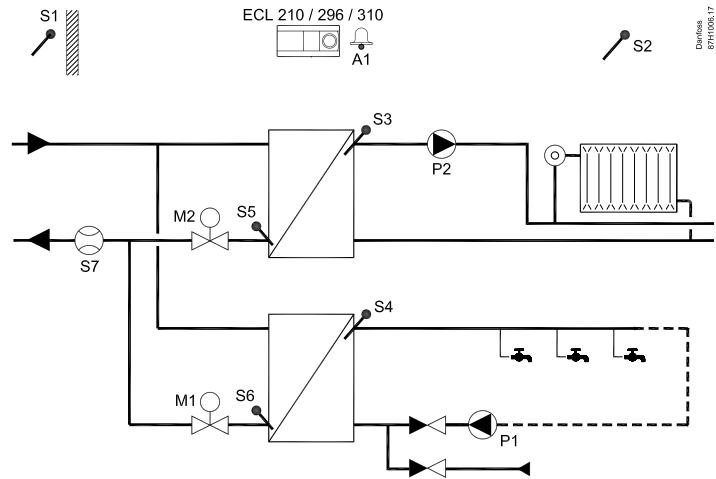 S1
ECL 210 / 296 / 310
A1
S2
Danfoss
87H1006.17
S3
P2
M2
S5
S7
S4
M1
S6
P1